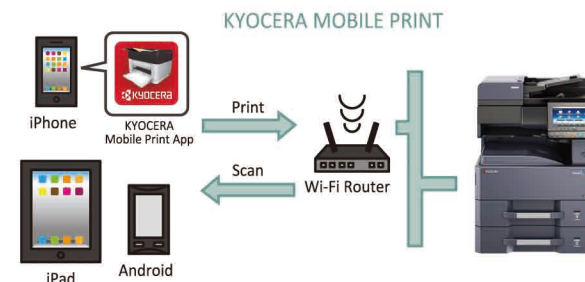 KYOCERA MOBILE PRINT
KYOCERA
iPhone
KYOCERA
Mobile Print App
Print
Scan
Wi-Fi Router
iPad
Android